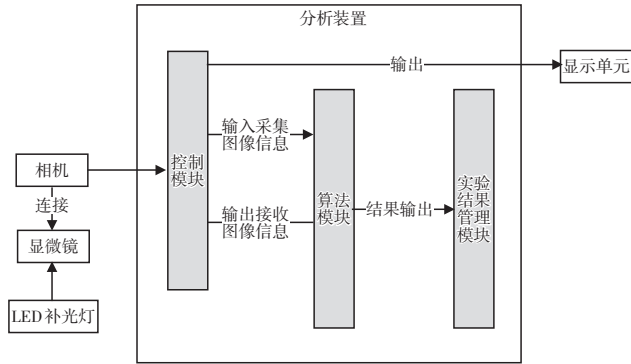 分析装置
输出
显示单元
输入采集
图像信息
控制
模块
相机
连接
显微镜
LED补光灯
输出接收
图像信息
算法
模块
结果输出
实验
结果
管理
模块